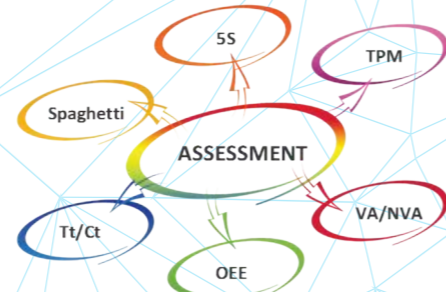 5S
TPM
Spaghetti
ASSESSMENT
VA/NVA
Tt/Ct
OEE